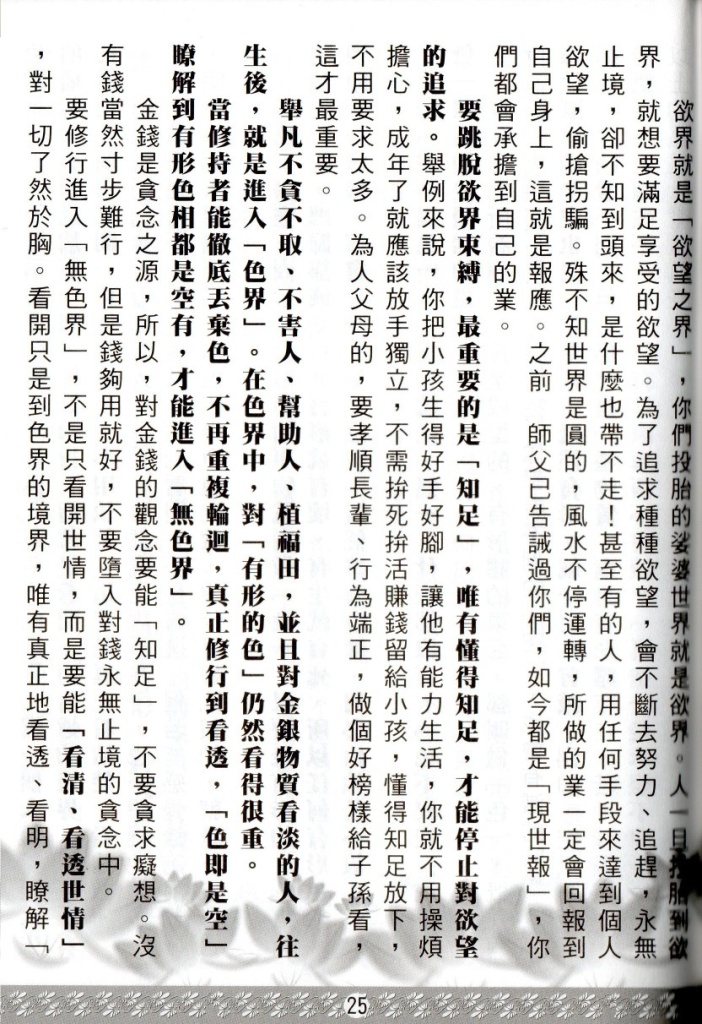 欲界就是「欲望之界」，你們投胎的娑婆世界就是欲界。人一旦投胎到欲
界，就想要滿足享受的欲望。為了追求種種欲望，會不斷去努力、追趕，永無
止境，卻不知到頭來，是什麼也帶不走，甚至有的人，用任何手段來達到個人
欲望，偷搶拐騙。殊不知世界是圓的，風水不停運轉，所做的業一定會回報到
自己身上，這就是報應。之前　師父已告誡過你們，如今都是「現世報」，你
們都會承擔到自己的業。
要跳脫欲界束縛，最重要的是「知足」，唯有懂得知足，才能停止對欲望
的追求。舉例來說，你把小孩生得好手好腳，讓他有能力生活，你就不用操煩
擔心，成年了就應該放手獨立，不需拚死拚活賺錢留給小孩，懂得知足放下，
不用要求太多。為人父母的，要孝順長輩、行為端正，做個好榜樣給子孫看，
這才最重要。
舉凡不貪不取、不害人、幫助人、植福田，並且對金銀物質看淡的人，往
生後，就是進入「色界」。在色界中，對「有形的色」仍然看得很重。
當修持者能徹底丟棄色，不再重複輪迴，真正修行到看透，「色即是空」
瞭解到有形色相都是空有，才能進入「無色界」。
金錢是貪念之源，所以，對金錢的觀念要能「知足」，不要貪求癡想。沒
有錢當然寸步難行，但是錢夠用就好，不要墮入對錢永無止境的貪念中。
要修行進入「無色界」，不是只看開世情，而是要能「看清、看透世情」
，對一切了然於胸。看開只是到色界的境界，唯有真正地看透、看明，瞭解「
25